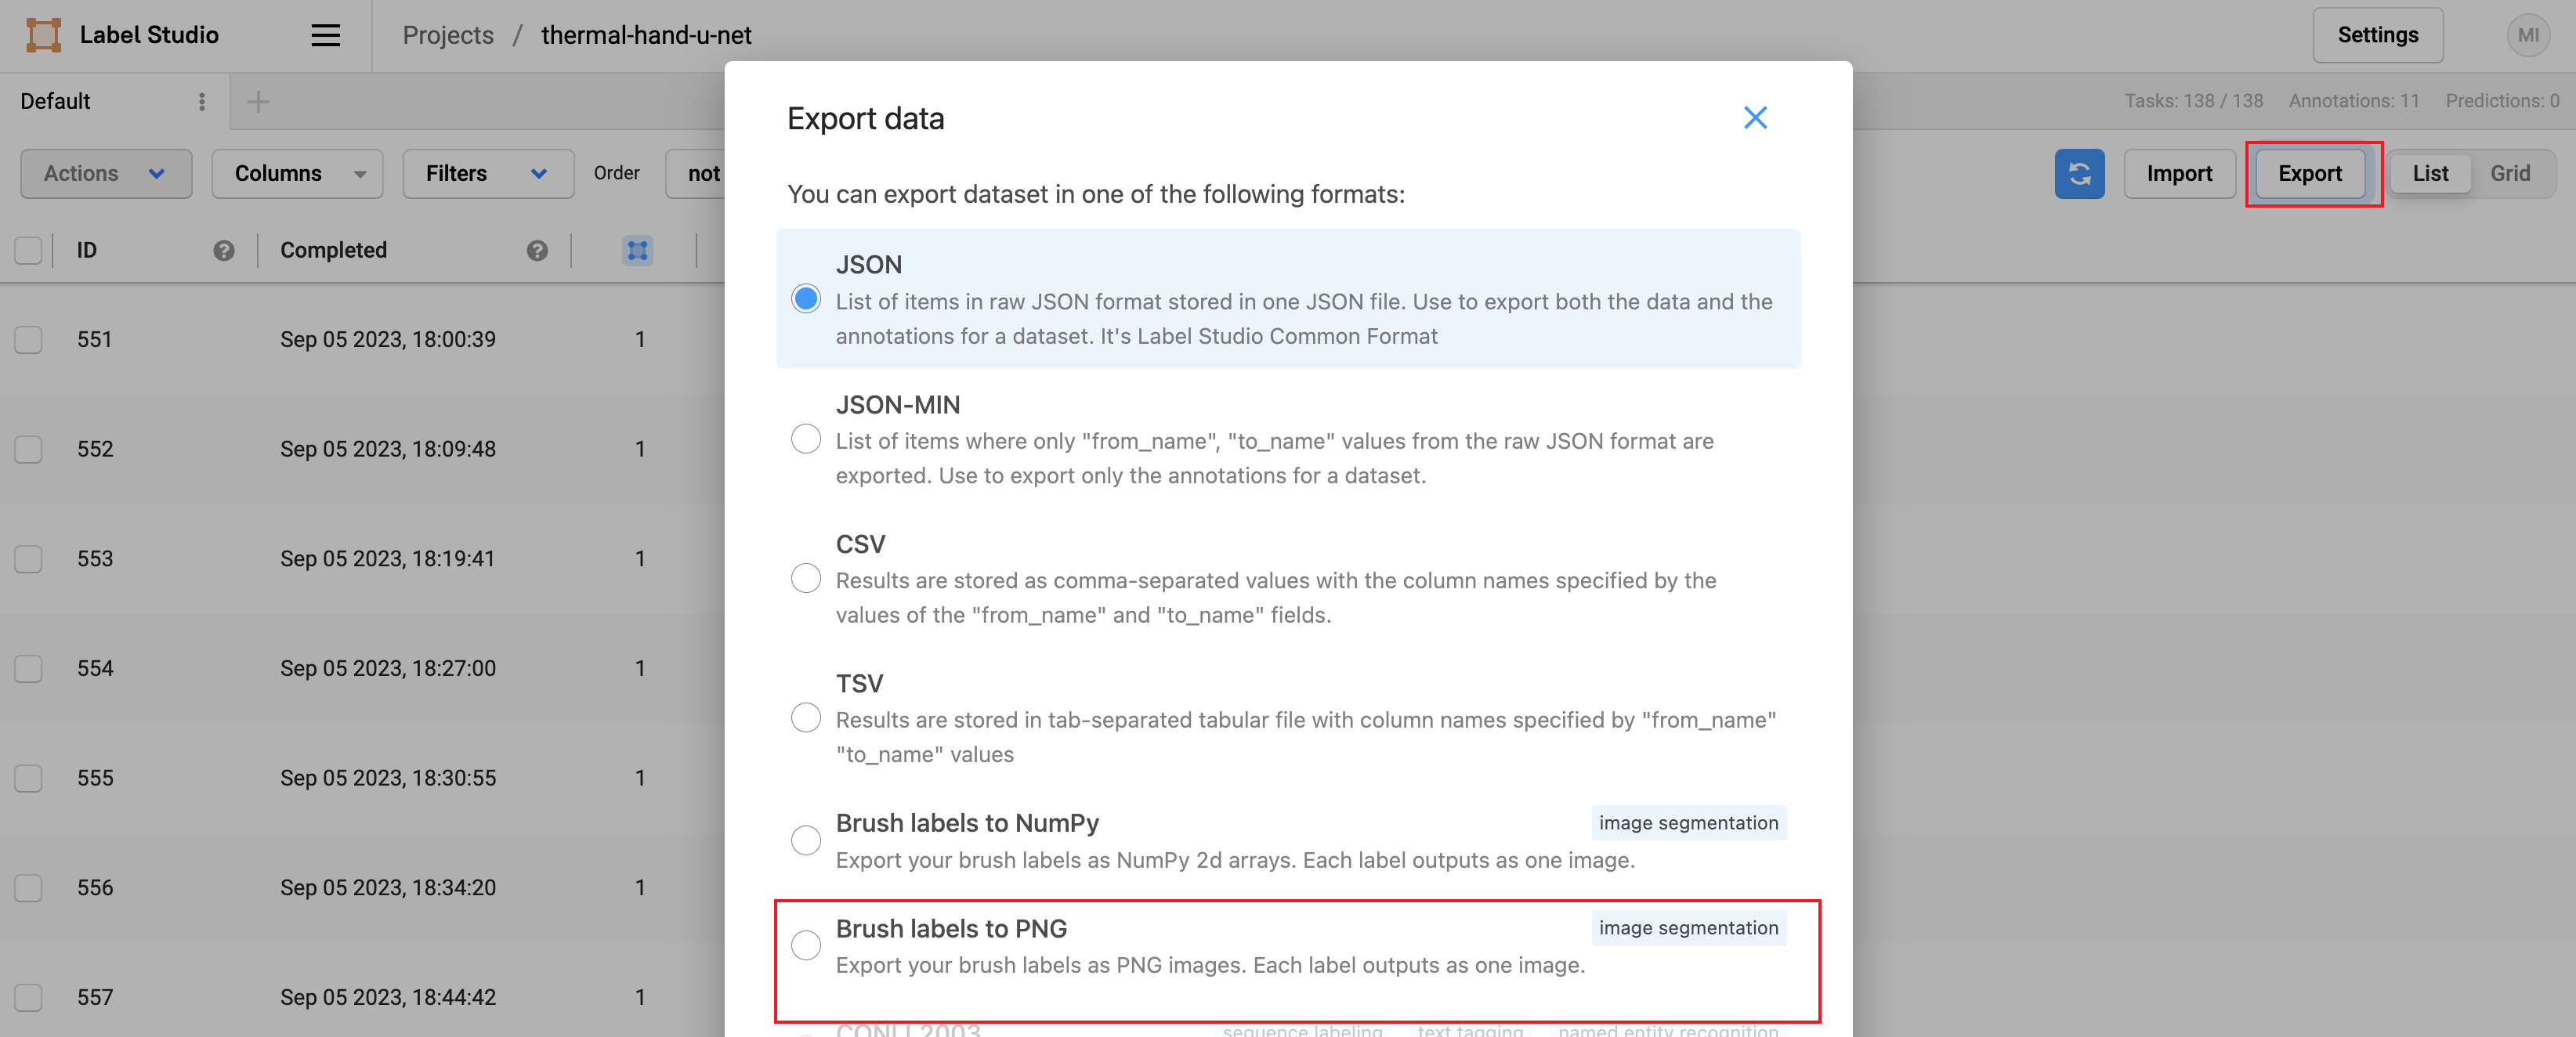 Label Studio
Projects / thermal-hand-u-net
Settings
MI
Default
Tasks: 138 / 138 Annotations: 11 Predictions: 0
Actions
Columns
Filters
Order
not
Import
Export
List
Grid
ID
Completed
551 Sep 05 2023, 18:00:39 1
552 Sep 05 2023, 18:09:48 1
553 Sep 05 2023, 18:19:41 1
554 Sep 05 2023, 18:27:00 1
555 Sep 05 2023, 18:30:55 1
556 Sep 05 2023, 18:34:20 1
557 Sep 05 2023, 18:44:42 1
Export data
You can export dataset in one of the following formats:
JSON
List of items in raw JSON format stored in one JSON file. Use to export both the data and the
annotations for a dataset. It's Label Studio Common Format
JSON-MIN
List of items where only "from_name", "to_name" values from the raw JSON format are
exported. Use to export only the annotations for a dataset.
CSV
Results are stored as comma-separated values with the column names specified by the
values of the "from_name" and "to_name" fields.
TSV
Results are stored in tab-separated tabular file with column names specified by "from_name"
"to_name" values
Brush labels to NumPy
image segmentation
Export your brush labels as NumPy 2d arrays. Each label outputs as one image.
Brush labels to PNG
image segmentation
Export your brush labels as PNG images. Each label outputs as one image.
CONLL2003
sequence labeling text tagging named entity recognition